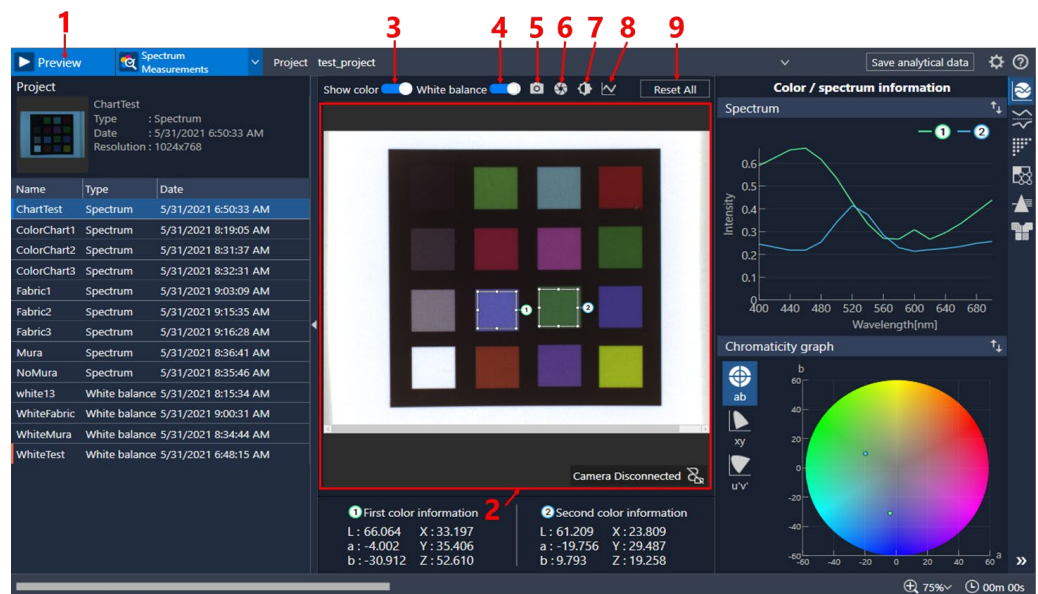 1 3 4 5 6 7 8 9
Preview Spectrum Measurements Project test_project Save analytical data
Project
ChartTest
Type : Spectrum
Date : 5/31/2021 6:50:33 AM
Resolution : 1024x768
Name Type Date
ChartTest Spectrum 5/31/2021 6:50:33 AM
ColorChart1 Spectrum 5/31/2021 8:19:05 AM
ColorChart2 Spectrum 5/31/2021 8:31:37 AM
ColorChart3 Spectrum 5/31/2021 8:32:31 AM
Fabric1 Spectrum 5/31/2021 9:03:09 AM
Fabric2 Spectrum 5/31/2021 9:15:35 AM
Fabric3 Spectrum 5/31/2021 9:16:28 AM
Mura Spectrum 5/31/2021 8:36:41 AM
NoMura Spectrum 5/31/2021 8:35:46 AM
white13 White balance 5/31/2021 8:15:34 AM
WhiteFabric White balance 5/31/2021 9:00:31 AM
WhiteMura White balance 5/31/2021 8:34:44 AM
WhiteTest White balance 5/31/2021 6:48:15 AM
Show color White balance Reset All
1 2
Camera Disconnected
2
1 First color information
L : 66.064 X : 33.197
a : -4.002 Y : 35.406
b : -30.912 Z : 52.610
2 Second color information
L : 61.209 X : 23.809
a : -19.756 Y : 29.487
b : 9.793 Z : 19.258
Color / spectrum information
Spectrum
1 2
Intensity
0.6
0.5
0.4
0.3
0.2
0.1
0
400 440 480 520 560 600 640 680
Wavelength[nm]
Chromaticity graph
ab
xy
u'v'
b
60
40
20
0
-20
-40
-60
-60 -40 -20 0 20 40 60 a
75% 00m 00s